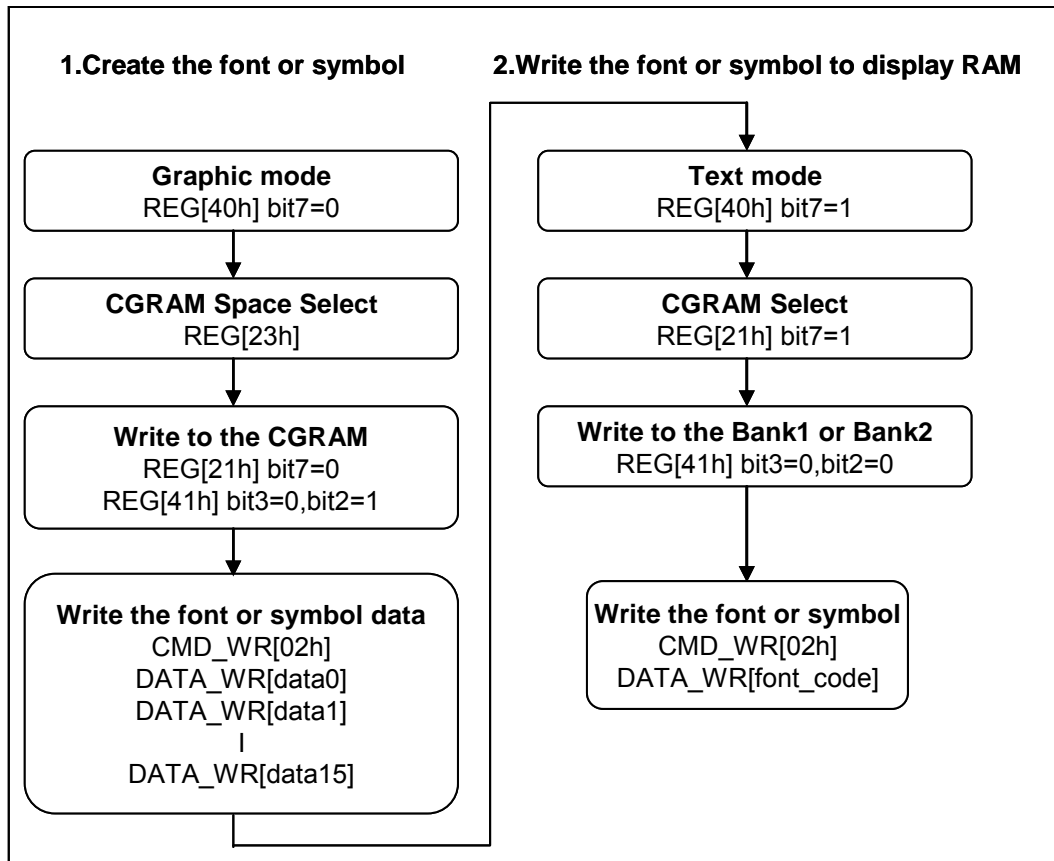 1.Create the font or symbol
Graphic mode
REG[40h] bit7=0
CGRAM Space Select
REG[23h]
Write to the CGRAM
REG[21h] bit7=0
REG[41h] bit3=0,bit2=1
Write the font or symbol data
CMD_WR[02h]
DATA_WR[data0]
DATA_WR[data1]
I
DATA_WR[data15]
2.Write the font or symbol to display RAM
Text mode
REG[40h] bit7=1
CGRAM Select
REG[21h] bit7=1
Write to the Bank1 or Bank2
REG[41h] bit3=0,bit2=0
Write the font or symbol
CMD_WR[02h]
DATA_WR[font_code]